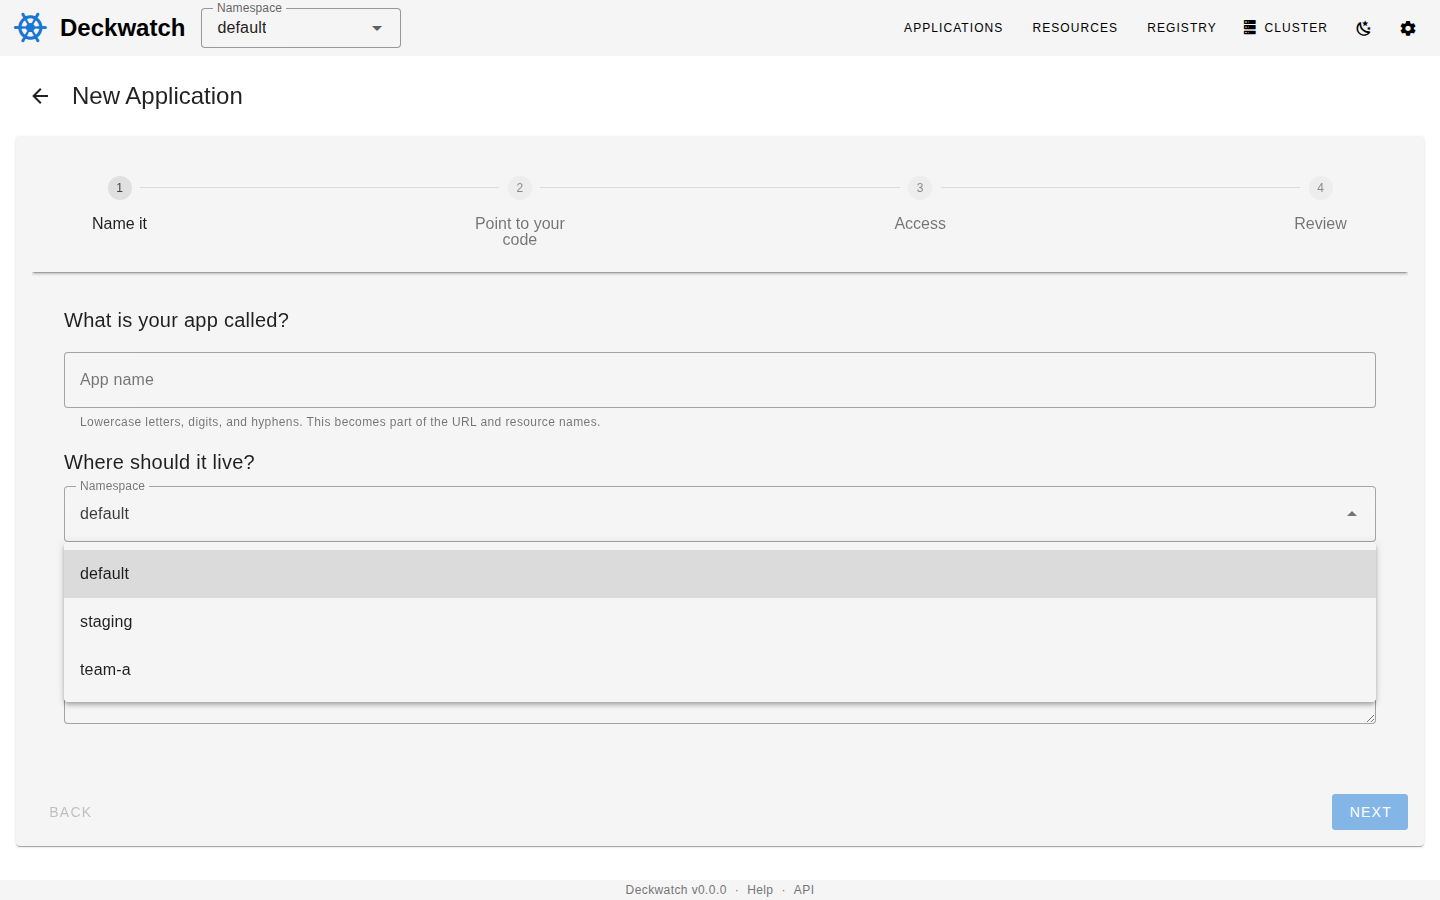 Deckwatch
Namespace
default
APPLICATIONS
RESOURCES
REGISTRY
CLUSTER
New Application
1
2
3
4
Name it
Point to your
code
Access
Review
What is your app called?
App name
Lowercase letters, digits, and hyphens. This becomes part of the URL and resource names.
Where should it live?
Namespace
default
default
staging
team-a
BACK
NEXT
Deckwatch v0.0.0 · Help · API